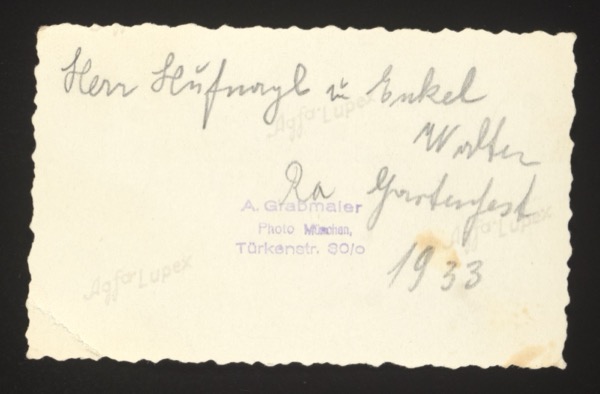 Herr Hufnagl u Enkel
Agfa-Lupex
Walter
Ra Gartenfest
A. Graßmaier
Photo München,
Türkenstr. 30/o
Agfa-Lupex
1933
Agfa-Lupex